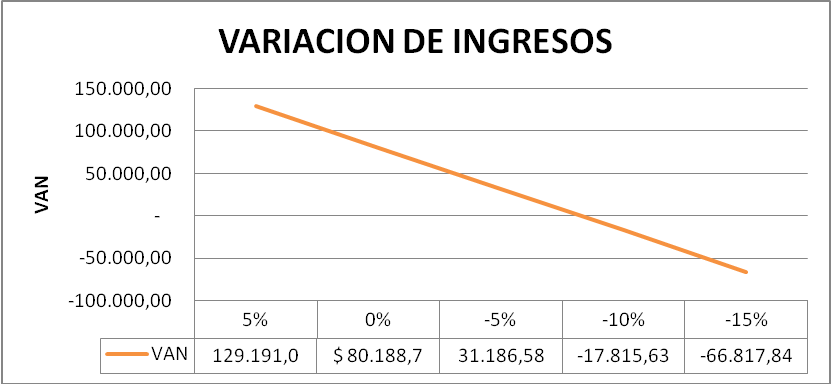 VARIACION DE INGRESOS
150.000,00
100.000,00
50.000,00
-
-50.000,00
-100.000,00
VAN
5% 0% -5% -10% -15%
VAN 129.191,0 $ 80.188,7 31.186,58 -17.815,63 -66.817,84